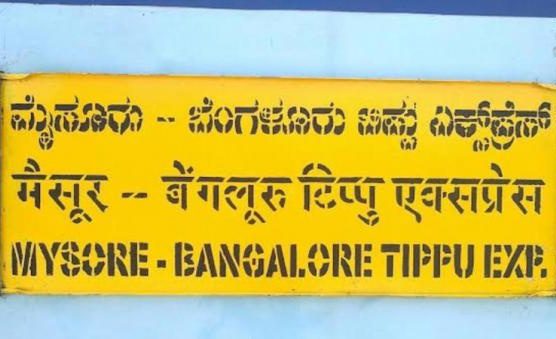 ಮೈಸೂರು - ಬೆಂಗಳೂರು ಟಿಪ್ಪು ಎಕ್ಸ್‌ಪ್ರೆಸ್
मैसूर -- बेंगलूरु टिप्पु एक्सप्रेस
MYSORE - BANGALORE TIPPU EXP.